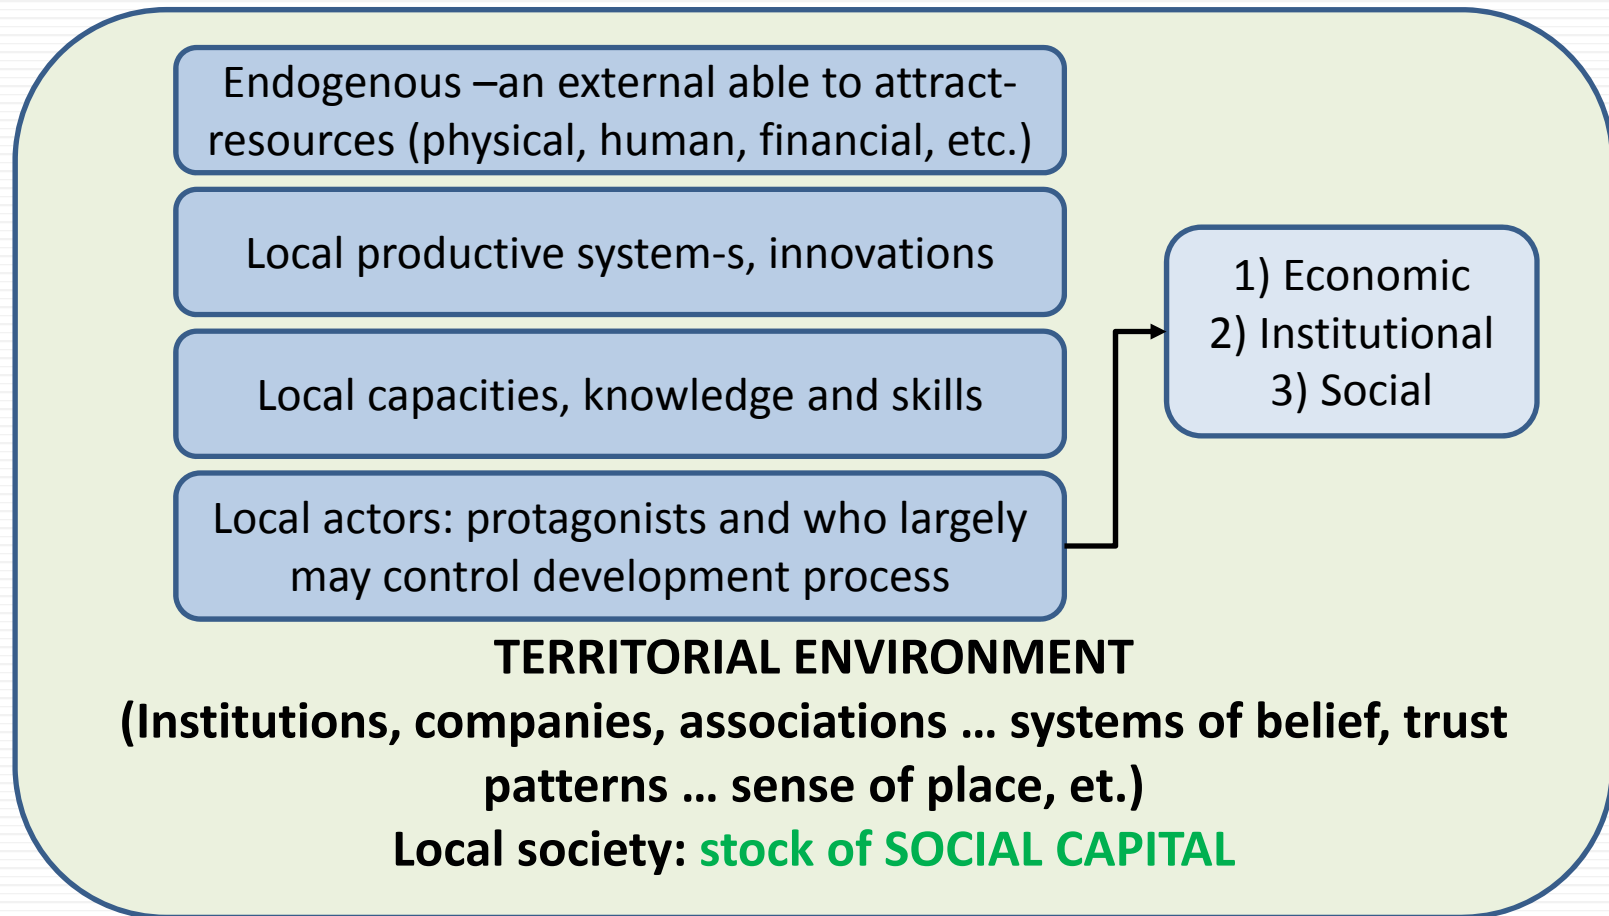 Endogenous –an external able to attract-
resources (physical, human, financial, etc.)
Local productive system-s, innovations
Local capacities, knowledge and skills
Local actors: protagonists and who largely
may control development process
1) Economic
2) Institutional
3) Social
TERRITORIAL ENVIRONMENT
(Institutions, companies, associations … systems of belief, trust
patterns … sense of place, et.)
Local society: stock of SOCIAL CAPITAL